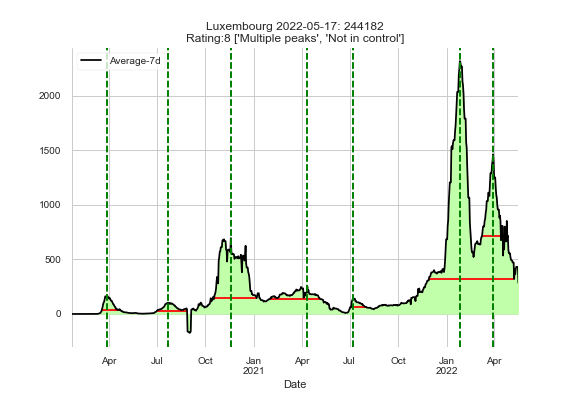 Luxembourg 2022-05-17: 244182
Rating:8 ['Multiple peaks', 'Not in control']
Average-7d
2000
1500
1000
500
0
Apr Jul Oct Jan Apr Jul Oct Jan Apr
2021 2022
Date